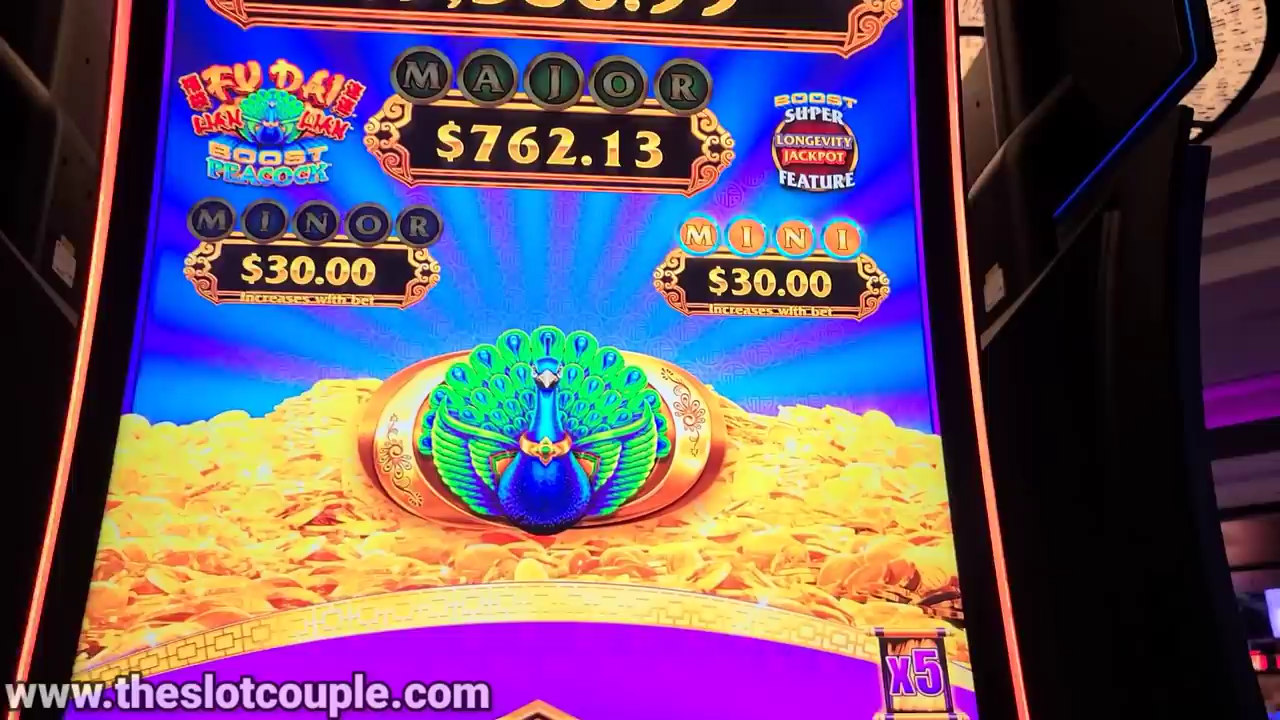 MAJOR
$762.13
FU DAI
LIAN LIAN
BOOST
PEACOCK
BOOST
SUPER
LONGEVITY
JACKPOT
FEATURE
MINOR
$30.00
Increases with bet
MINI
$30.00
Increases with bet
X5
www.theslotcouple.com